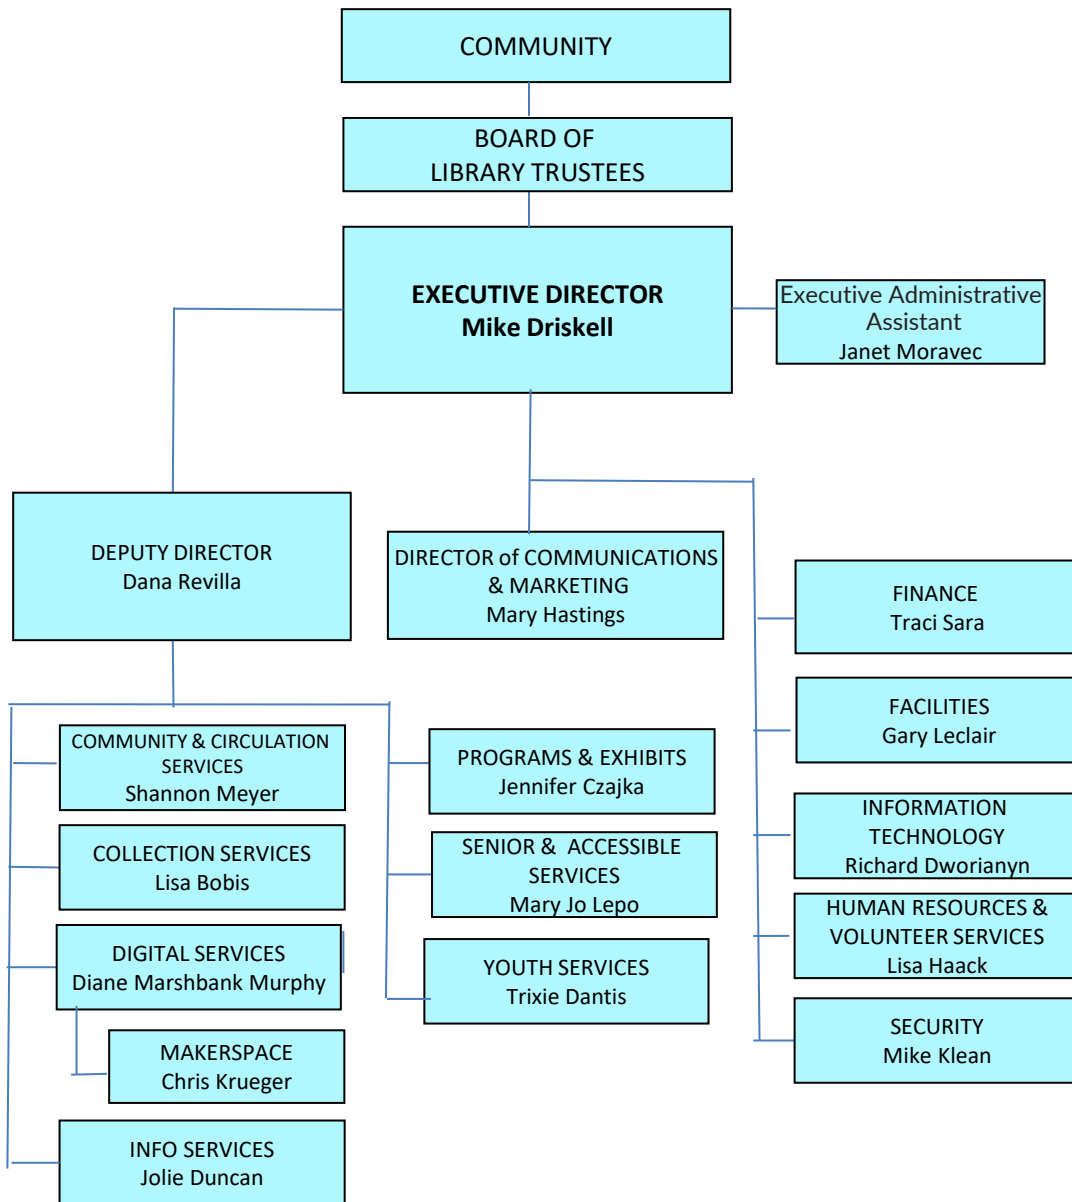 COMMUNITY
BOARD OF
LIBRARY TRUSTEES
EXECUTIVE DIRECTOR
Mike Driskell
Executive Administrative
Assistant
Janet Moravec
DEPUTY DIRECTOR
Dana Revilla
DIRECTOR of COMMUNICATIONS
& MARKETING
Mary Hastings
FINANCE
Traci Sara
FACILITIES
Gary Leclair
INFORMATION
TECHNOLOGY
Richard Dworianyn
HUMAN RESOURCES &
VOLUNTEER SERVICES
Lisa Haack
SECURITY
Mike Klean
COMMUNITY & CIRCULATION
SERVICES
Shannon Meyer
COLLECTION SERVICES
Lisa Bobis
DIGITAL SERVICES
Diane Marshbank Murphy
MAKERSPACE
Chris Krueger
INFO SERVICES
Jolie Duncan
PROGRAMS & EXHIBITS
Jennifer Czajka
SENIOR & ACCESSIBLE
SERVICES
Mary Jo Lepo
YOUTH SERVICES
Trixie Dantis